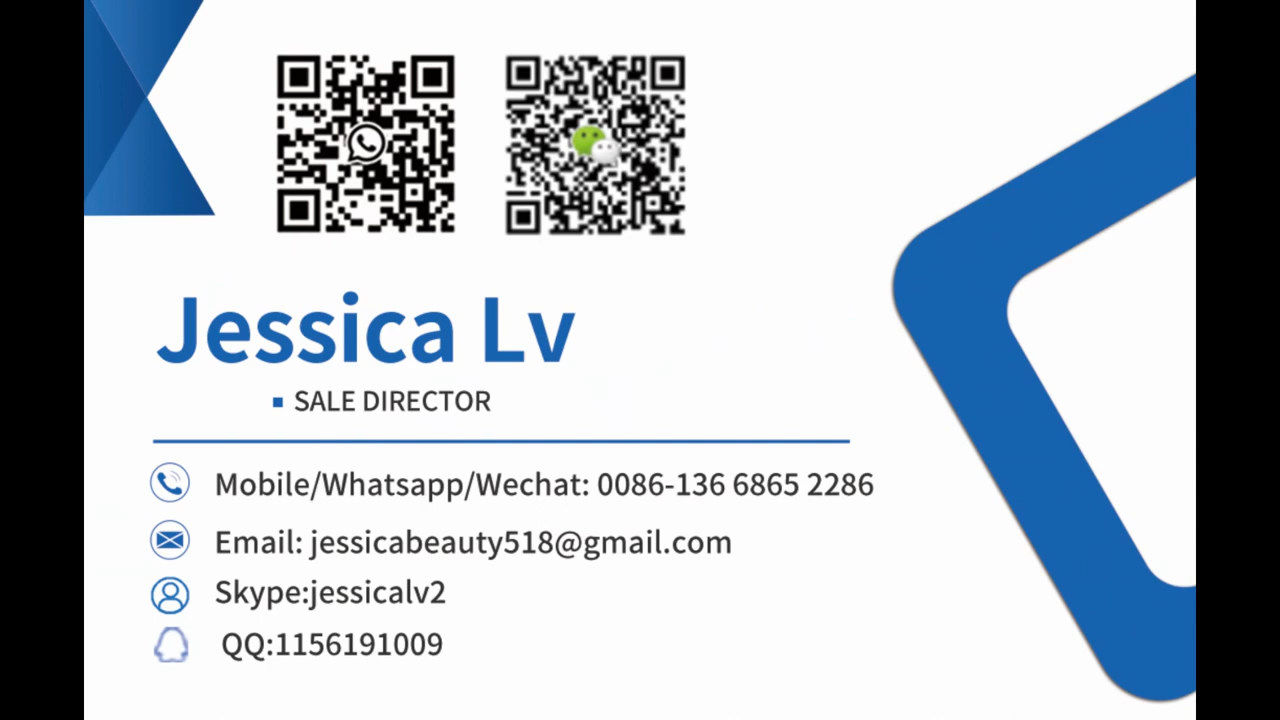 Jessica Lv
SALE DIRECTOR
Mobile/Whatsapp/Wechat: 0086-136 6865 2286
Email: jessicabeauty518@gmail.com
Skype:jessicalv2
QQ:1156191009